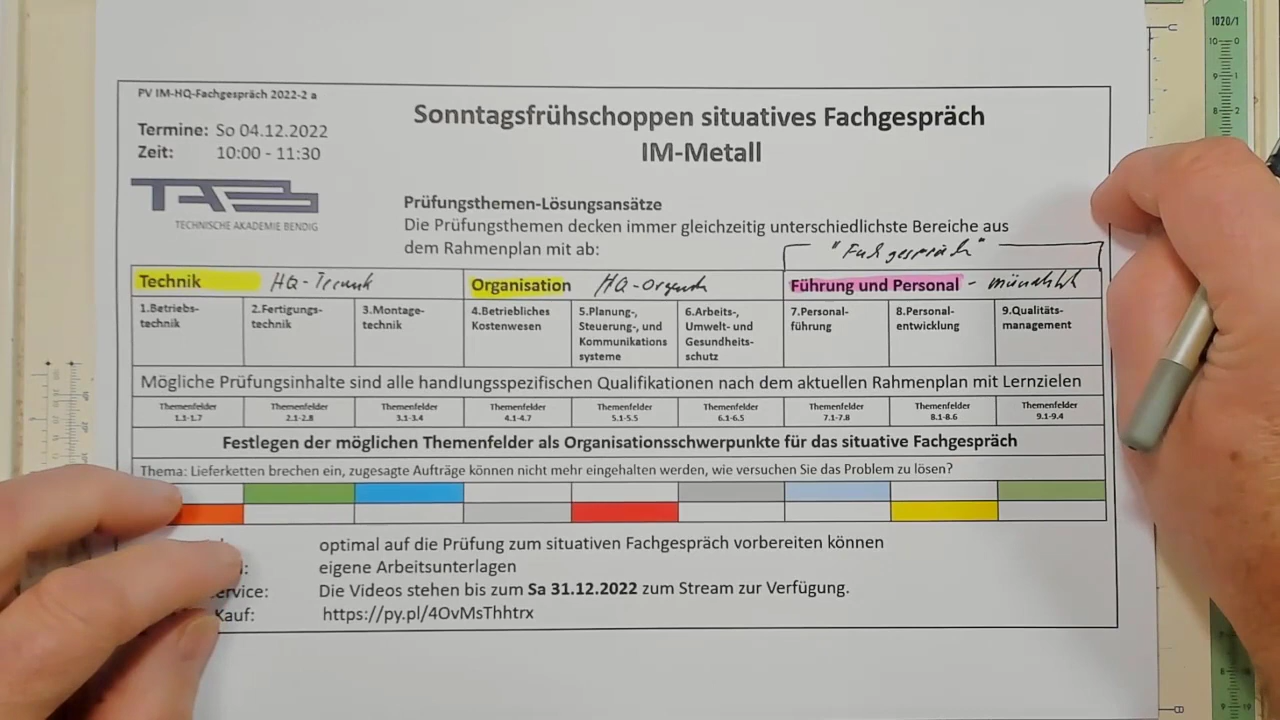 PV IM-HQ-Fachgespräch 2022-2 a
Sonntagsfrühschoppen situatives Fachgespräch
IM-Metall
Termine: So 04.12.2022
Zeit: 10:00 - 11:30
TAB
TECHNISCHE AKADEMIE BENDIG
Prüfungsthemen-Lösungsansätze
Die Prüfungsthemen decken immer gleichzeitig unterschiedlichste Bereiche aus
dem Rahmenplan mit ab:
"Fachgespräch"
Technik HQ-Technik Organisation HQ-Organ Führung und Personal - mündlich
1.Betriebs-
technik
2.Fertigungs-
technik
3.Montage-
technik
4.Betriebliches
Kostenwesen
5.Planung-,
Steuerung-, und
Kommunikations
systeme
6.Arbeits-,
Umwelt- und
Gesundheits-
schutz
7.Personal-
führung
8.Personal-
entwicklung
9.Qualitäts-
management
Mögliche Prüfungsinhalte sind alle handlungsspezifischen Qualifikationen nach dem aktuellen Rahmenplan mit Lernzielen
Themenfelder
1.1-1.7
Themenfelder
2.1-2.8
Themenfelder
3.1-3.4
Themenfelder
4.1-4.7
Themenfelder
5.1-5.5
Themenfelder
6.1-6.5
Themenfelder
7.1-7.8
Themenfelder
8.1-8.6
Themenfelder
9.1-9.4
Festlegen der möglichen Themenfelder als Organisationsschwerpunkte für das situative Fachgespräch
Thema: Lieferketten brechen ein, zugesagte Aufträge können nicht mehr eingehalten werden, wie versuchen Sie das Problem zu lösen?
optimal auf die Prüfung zum situativen Fachgespräch vorbereiten können
eigene Arbeitsunterlagen
ervice: Die Videos stehen bis zum Sa 31.12.2022 zum Stream zur Verfügung.
Kauf: https://py.pl/4OvMsThhtrx
1020/1